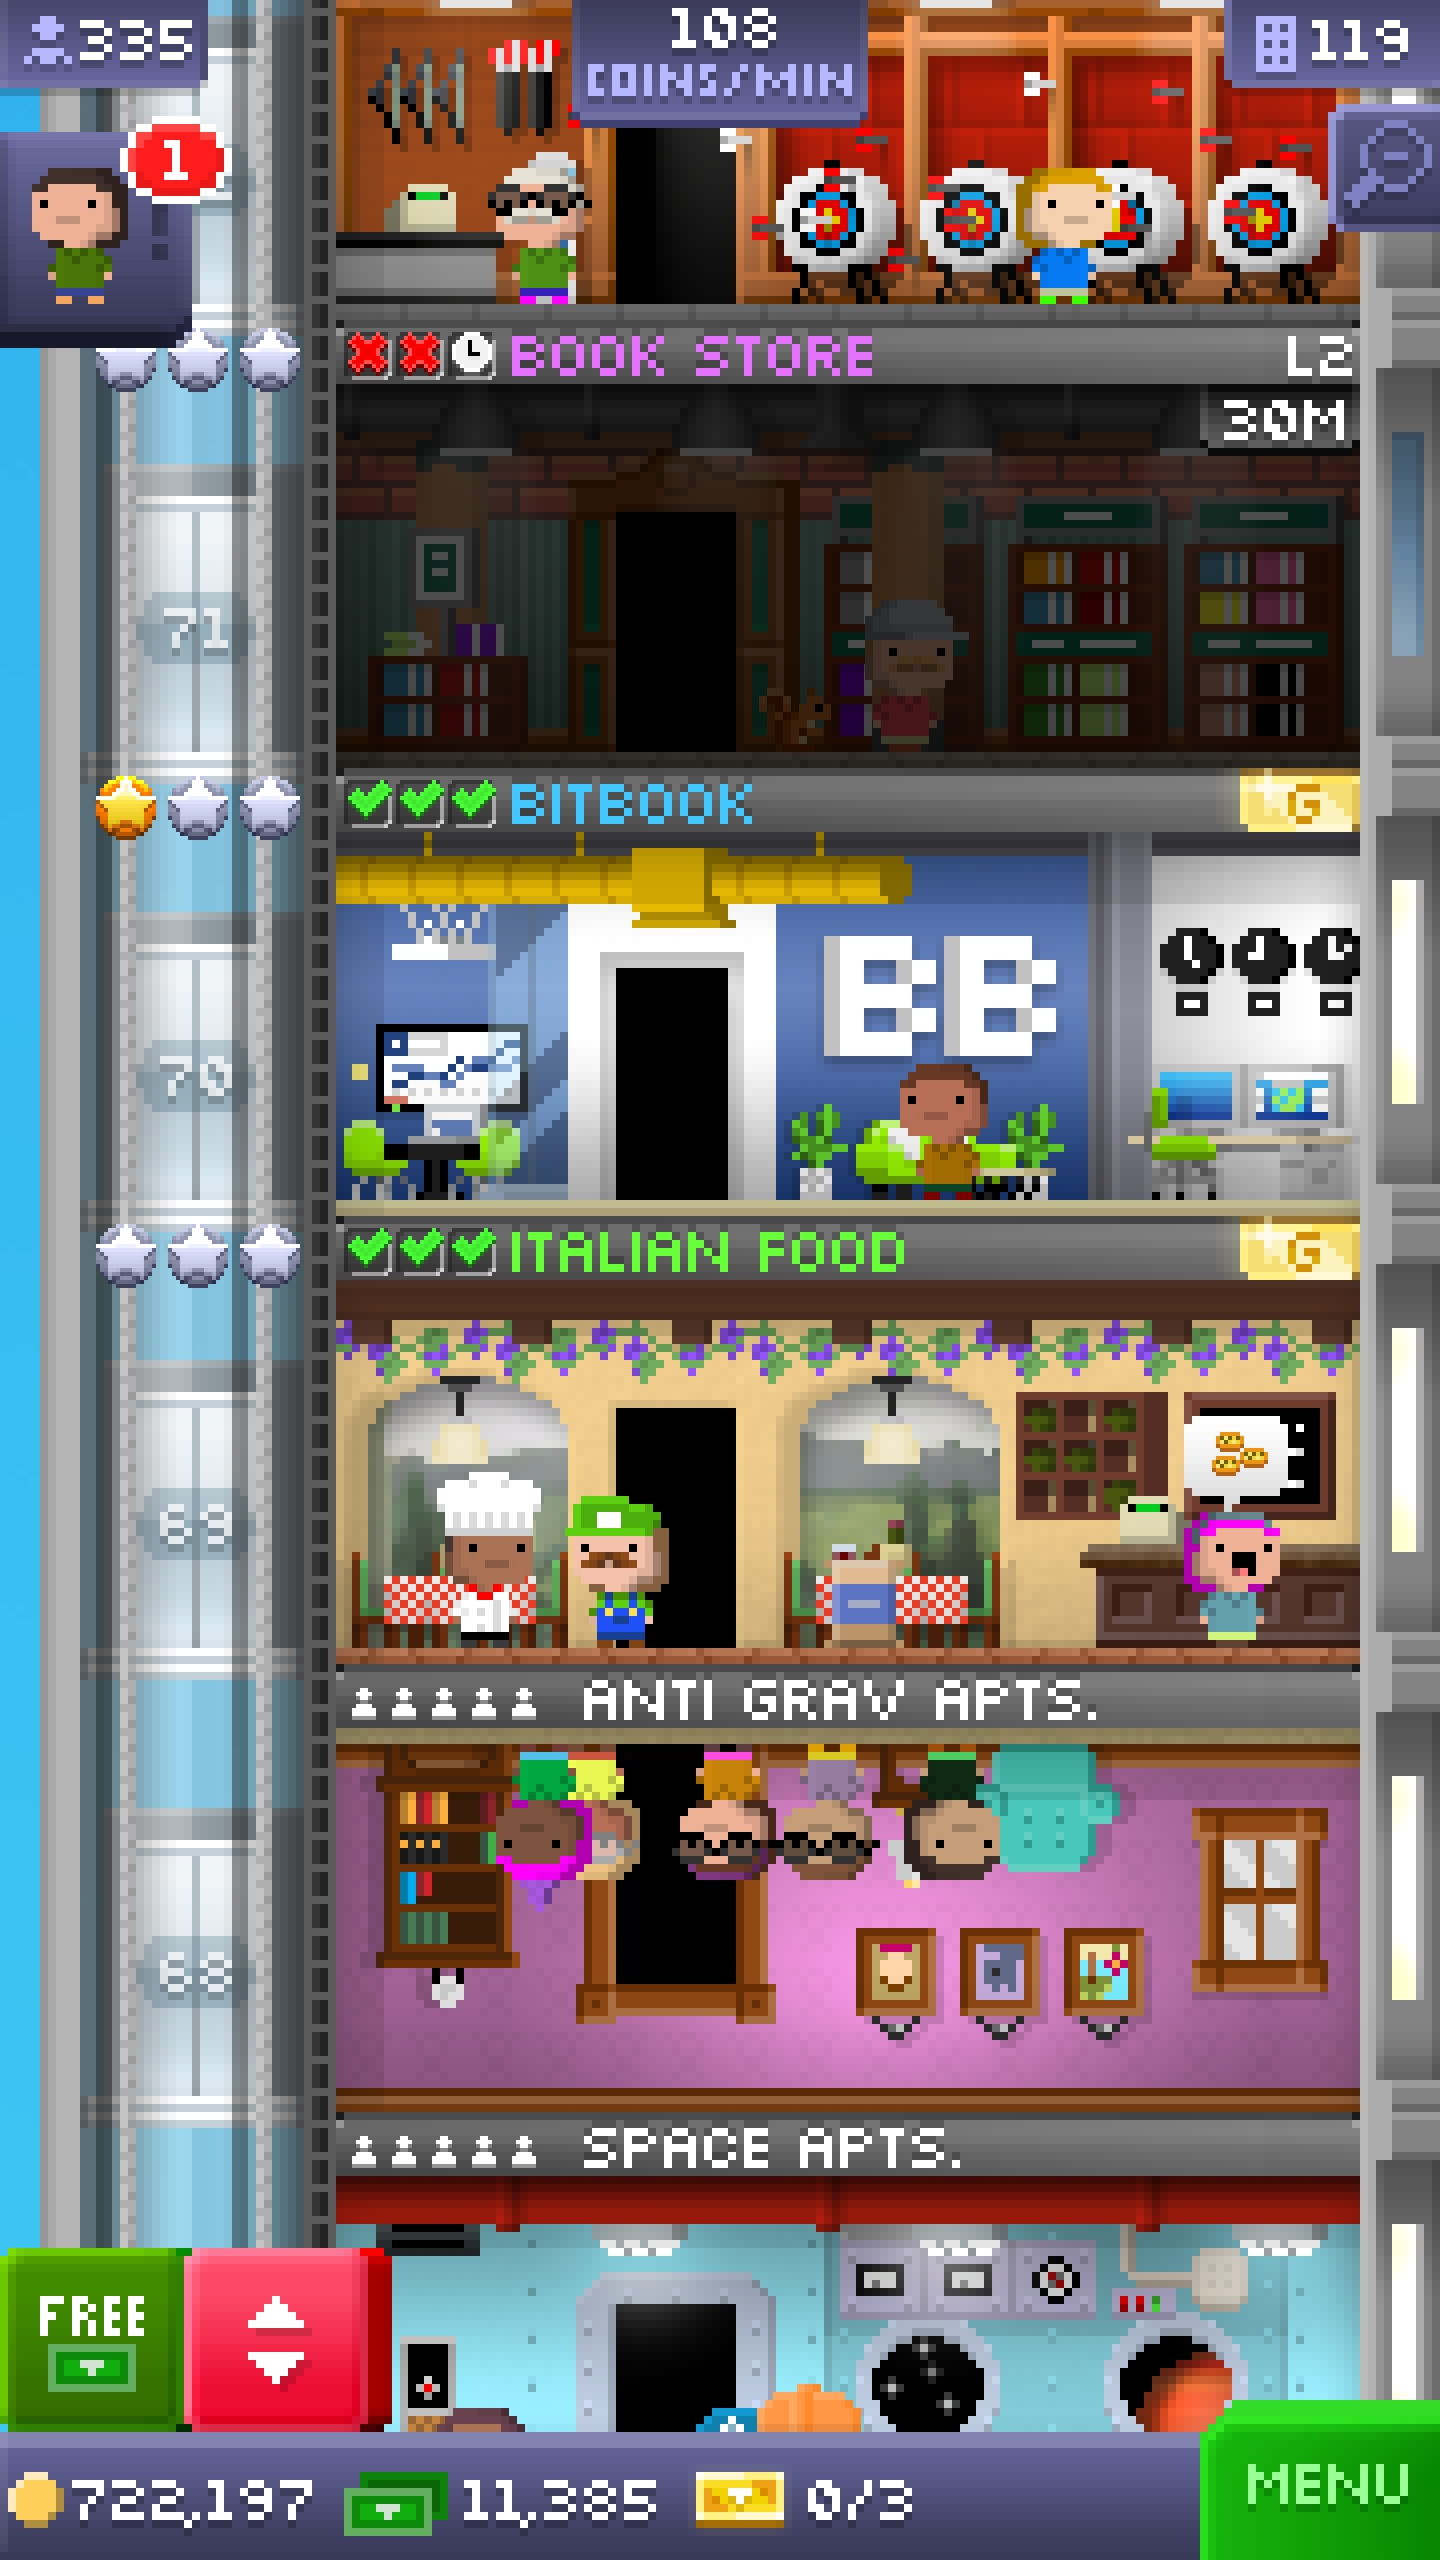 335
108
COINS/MIN
119
1
BOOK STORE
L2
30M
71
BITBOOK
G
BB
70
ITALIAN FOOD
G
69
ANTI GRAV APTS.
68
SPACE APTS.
FREE
722,197
11,385
0/3
MENU